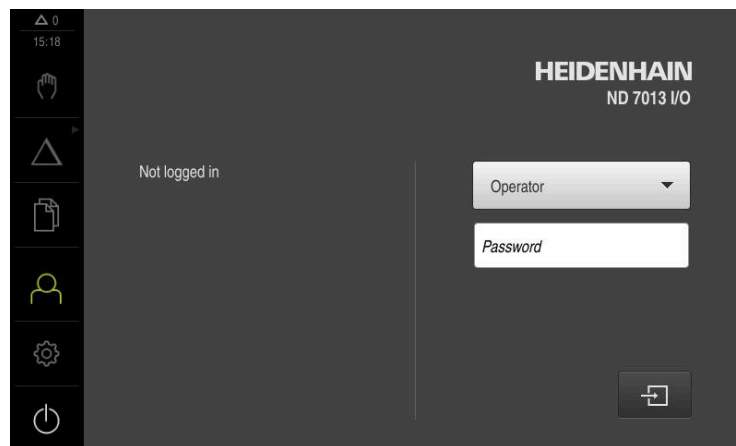 △ 0
15:18
HEIDENHAIN
ND 7013 I/O
Not logged in
Operator
Password